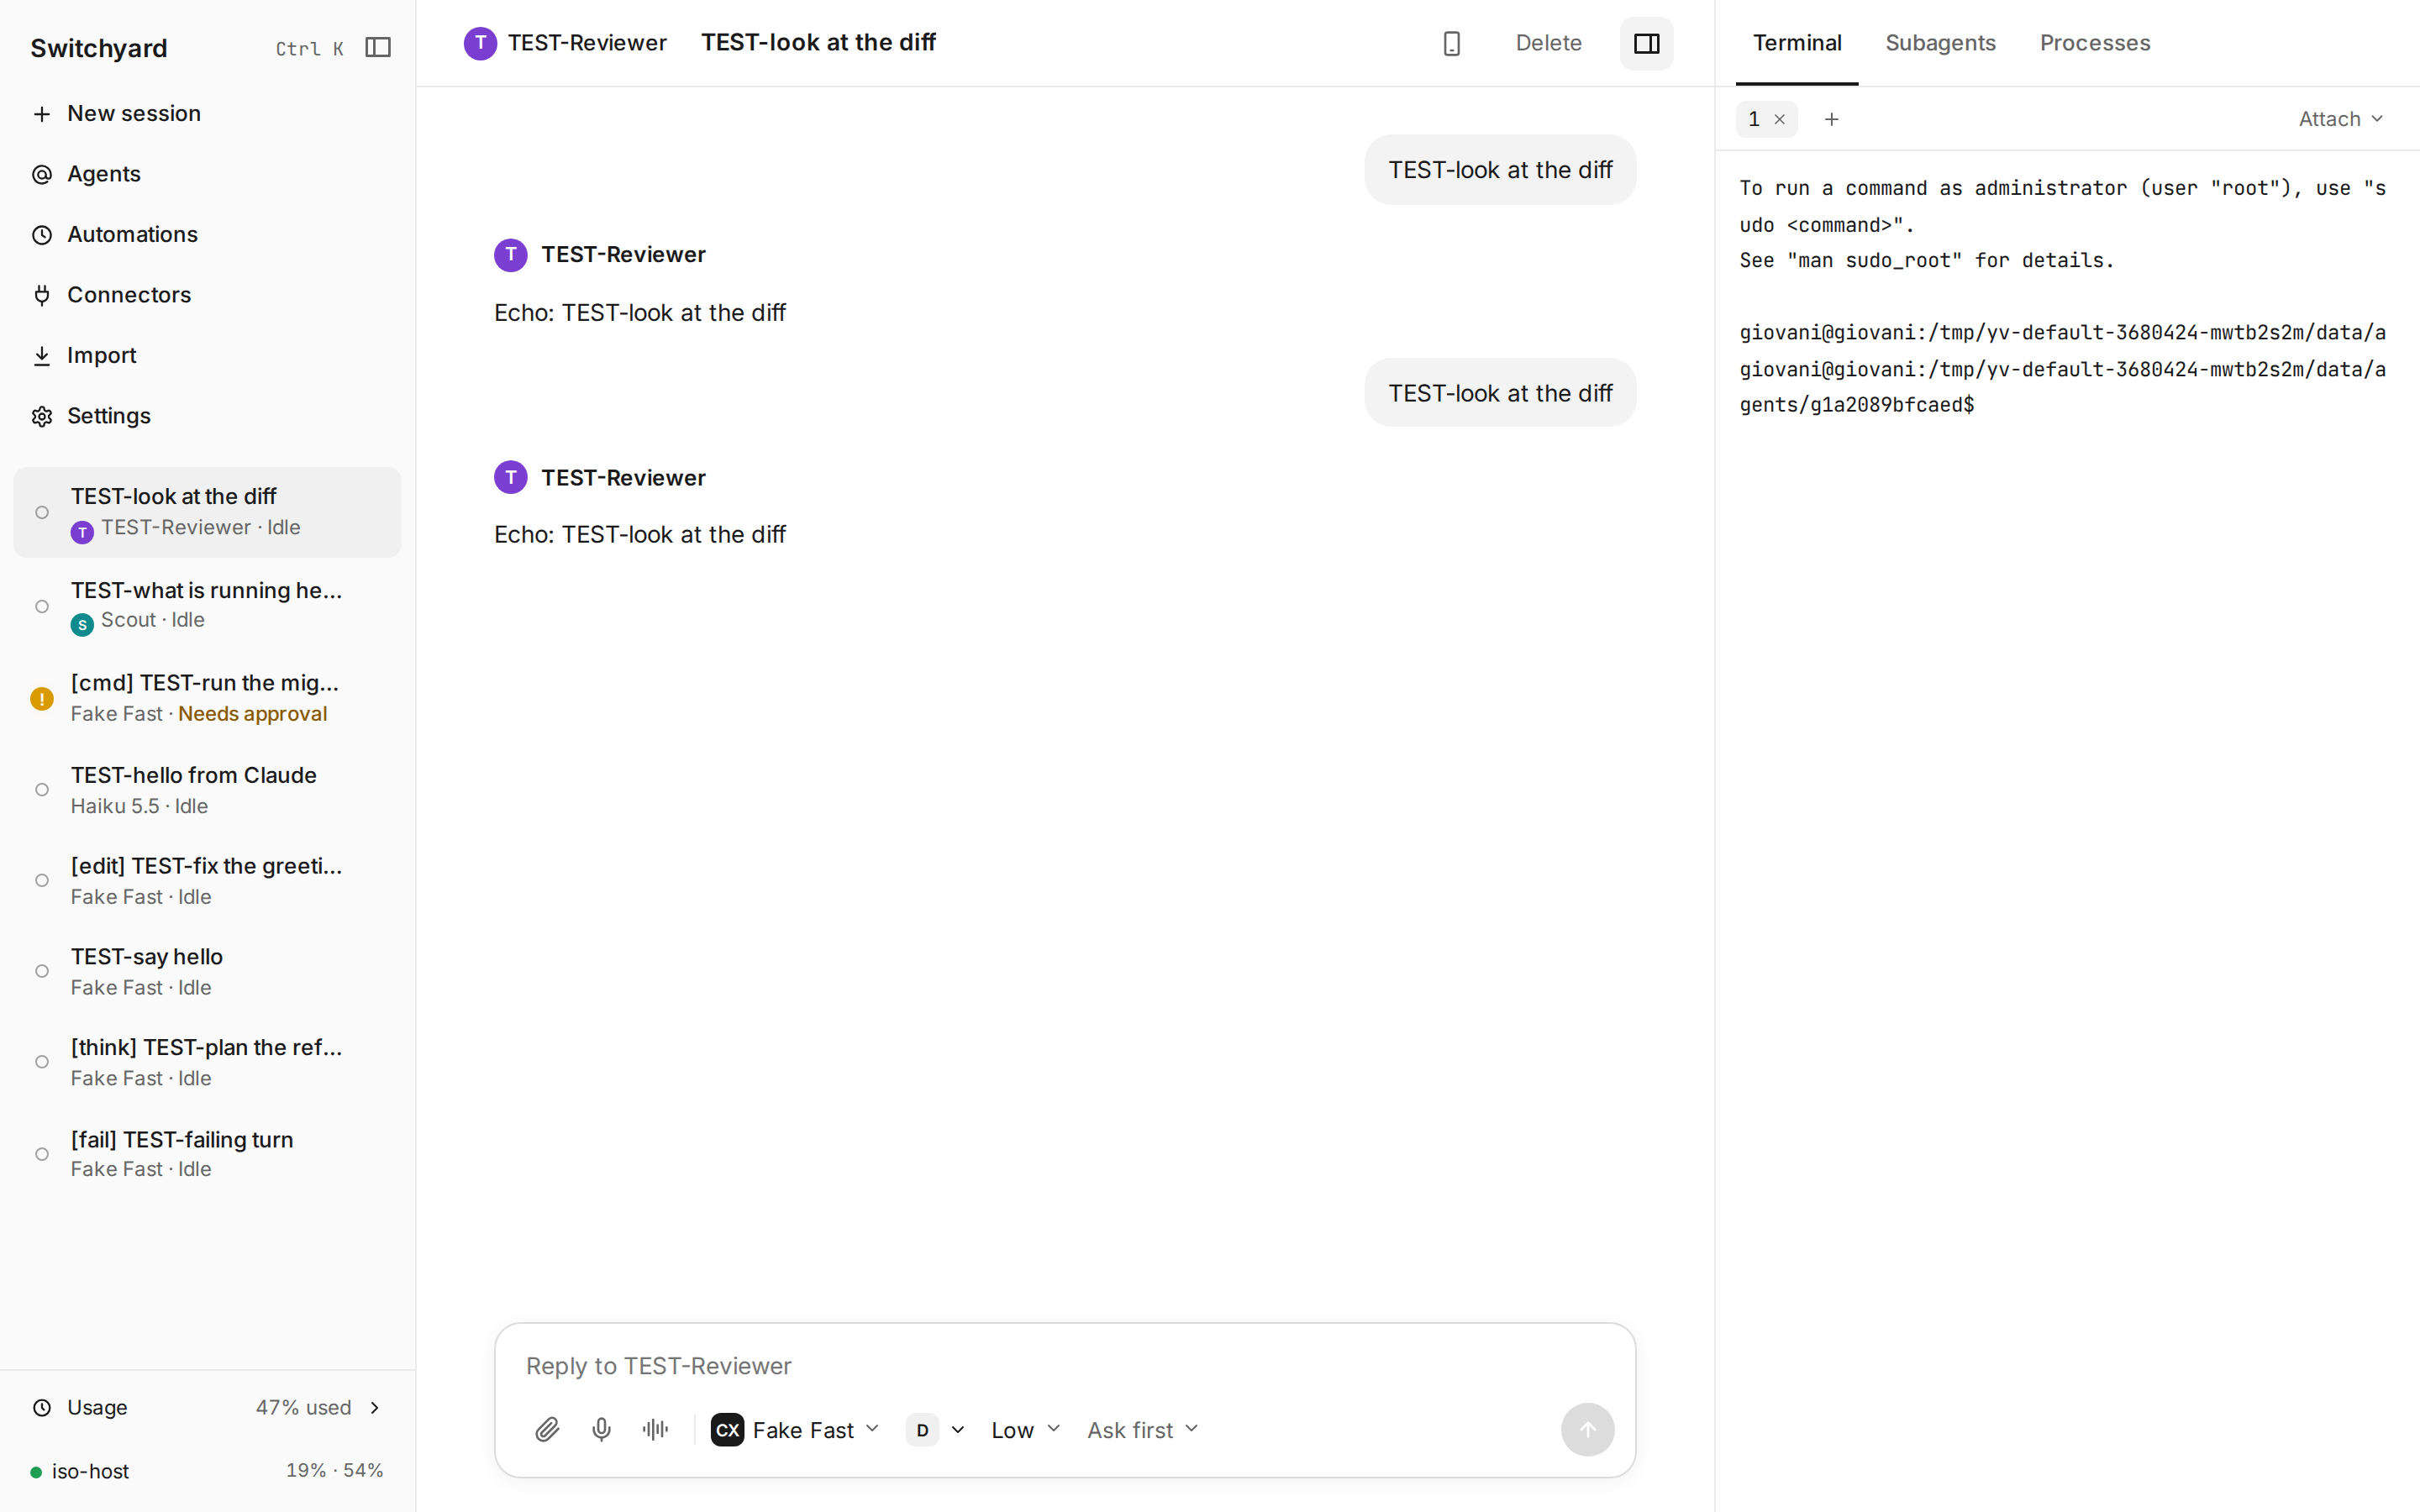 Switchyard
Ctrl K
New session
Agents
Automations
Connectors
Import
Settings
TEST-look at the diff
T TEST-Reviewer · Idle
TEST-what is running he...
S Scout · Idle
[cmd] TEST-run the mig...
Fake Fast · Needs approval
TEST-hello from Claude
Haiku 5.5 · Idle
[edit] TEST-fix the greeti...
Fake Fast · Idle
TEST-say hello
Fake Fast · Idle
[think] TEST-plan the ref...
Fake Fast · Idle
[fail] TEST-failing turn
Fake Fast · Idle
Usage 47% used
iso-host 19% · 54%
T TEST-Reviewer TEST-look at the diff
Delete
TEST-look at the diff
T TEST-Reviewer
Echo: TEST-look at the diff
TEST-look at the diff
T TEST-Reviewer
Echo: TEST-look at the diff
Reply to TEST-Reviewer
CX Fake Fast D Low Ask first
Terminal Subagents Processes
1 × + Attach
To run a command as administrator (user "root"), use "s
udo <command>".
See "man sudo_root" for details.
giovani@giovani:/tmp/yv-default-3680424-mwtb2s2m/data/a
giovani@giovani:/tmp/yv-default-3680424-mwtb2s2m/data/a
gents/g1a2089bfcaed$